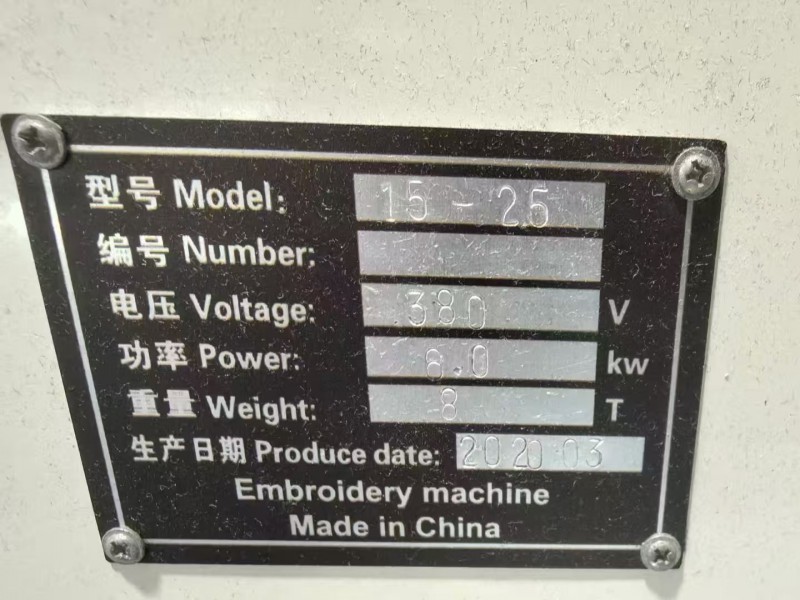 型号 Model: 15-25
编号 Number:
电压 Voltage: 380 V
功率 Power: 6.0 kw
重量 Weight: 8 T
生产日期 Produce date: 2020 03
Embroidery machine
Made in China